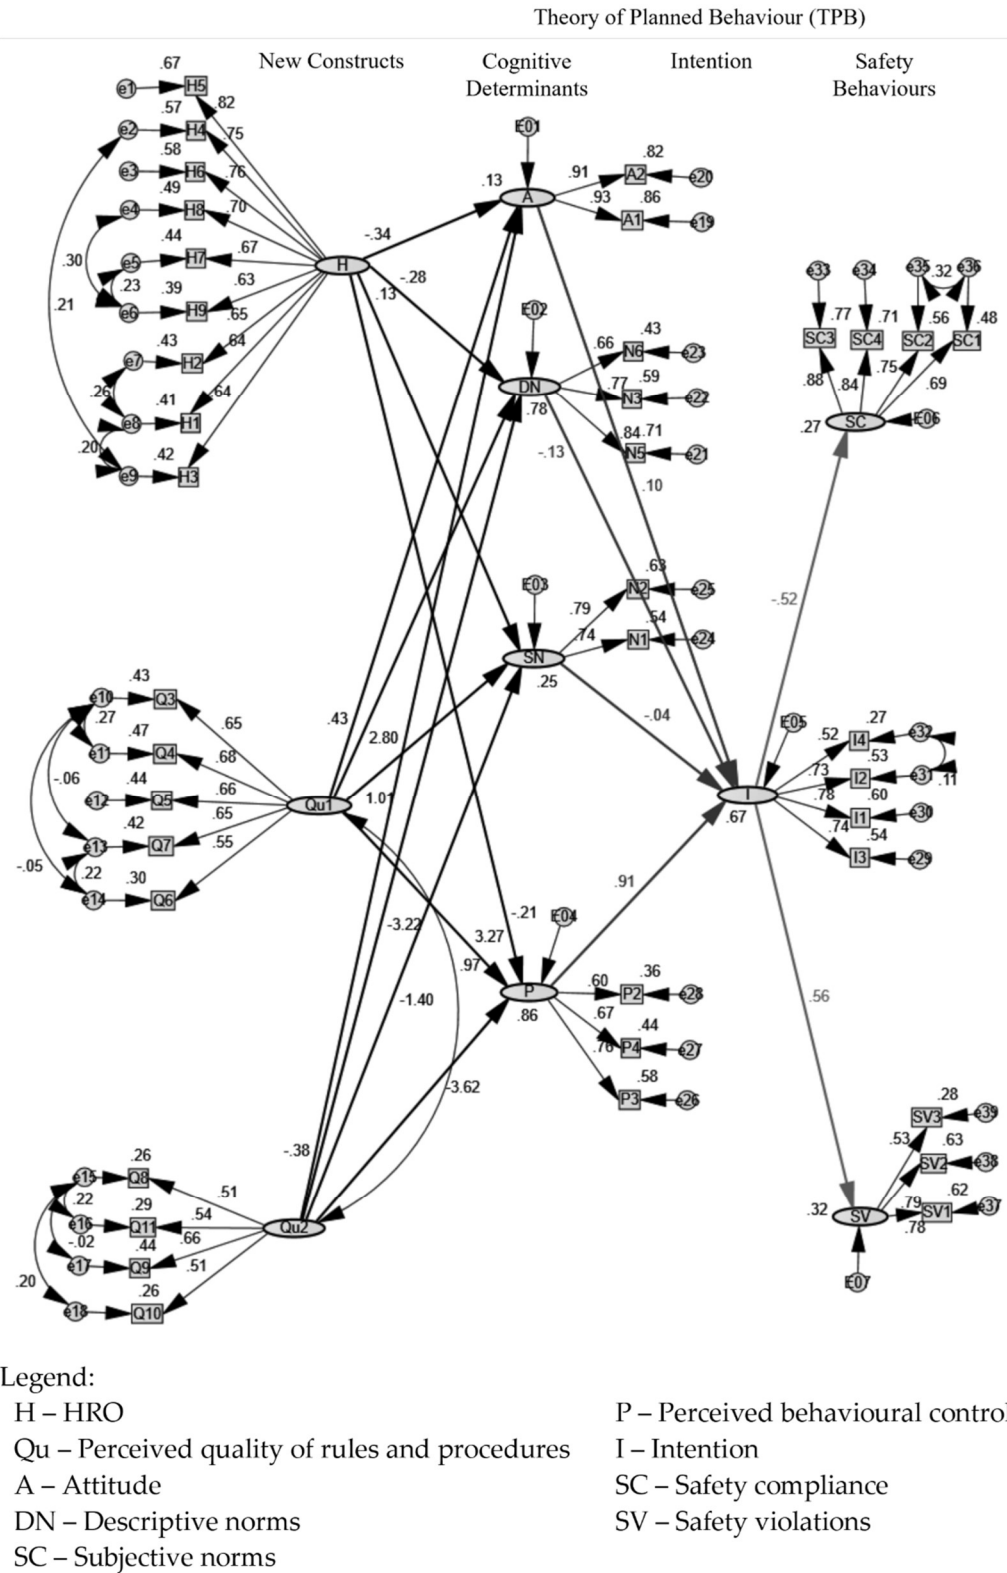 Theory of Planned Behaviour (TPB)
New Constructs
Cognitive
Determinants
Intention
Safety
Behaviours
.67
e1
H5
.82
.57
e2
H4
.75
.58
e3
H6
.76
.49
e4
H8
.70
.44
e5
H7
.67
.30
.23
.39
e6
H9
.63
.21
.65
.43
e7
H2
.64
.26
.41
e8
H1
.64
.20
.42
e9
H3
H
-.34
-.28
.13
E01
.13
A
.91
.82
A2
e20
.93
.86
A1
e19
E02
DN
.78
.66
.43
N6
e23
.77
.59
N3
e22
.84
.71
N5
e21
-.13
.10
e33
e34
e35
.32
e36
.77
.71
.56
.48
SC3
SC4
SC2
SC1
.88
.84
.75
.69
.27
SC
E06
E03
SN
.25
.79
.63
N2
e25
.74
.54
N1
e24
-.52
-.04
.43
e10
Q3
.65
.27
.47
e11
Q4
.68
-.06
.44
e12
Q5
.66
.42
e13
Q7
.65
-.05
.22
.30
e14
Q6
.55
Qu1
.43
2.80
1.01
E05
I
.67
.52
.27
I4
e32
.73
.53
I2
e31
.11
.78
.60
I1
e30
.74
.54
I3
e29
.91
-.21
E04
3.27
.97
P
.86
.60
.36
P2
e28
.67
.44
P4
e27
.76
.58
P3
e26
-3.22
-1.40
-3.62
-.38
.56
.26
e15
Q8
.51
.22
.29
e16
Q11
.54
-.02
.44
e17
Q9
.66
.20
.26
e18
Q10
.51
Qu2
.28
SV3
e39
.53
.63
SV2
e38
.79
.62
SV1
e37
.78
.32
SV
E07
Legend:
H – HRO
Qu – Perceived quality of rules and procedures
A – Attitude
DN – Descriptive norms
SC – Subjective norms
P – Perceived behavioural control
I – Intention
SC – Safety compliance
SV – Safety violations